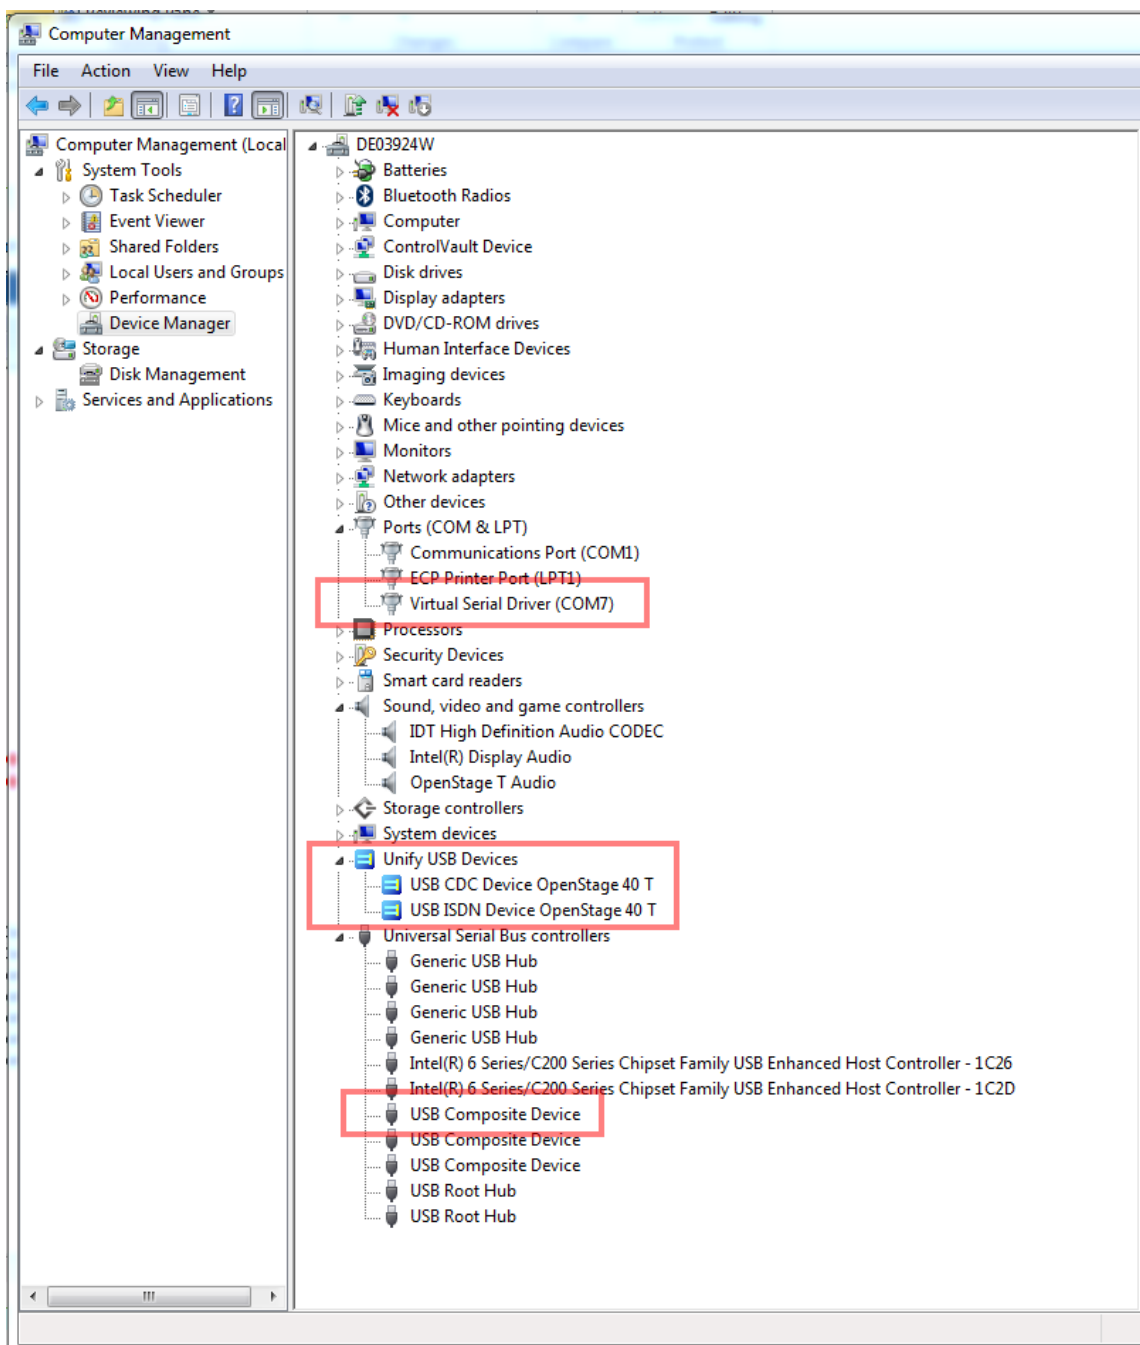 Computer Management
File Action View Help
Computer Management (Local
System Tools
Task Scheduler
Event Viewer
Shared Folders
Local Users and Groups
Performance
Device Manager
Storage
Disk Management
Services and Applications
DE03924W
Batteries
Bluetooth Radios
Computer
ControlVault Device
Disk drives
Display adapters
DVD/CD-ROM drives
Human Interface Devices
Imaging devices
Keyboards
Mice and other pointing devices
Monitors
Network adapters
Other devices
Ports (COM & LPT)
Communications Port (COM1)
ECP Printer Port (LPT1)
Virtual Serial Driver (COM7)
Processors
Security Devices
Smart card readers
Sound, video and game controllers
IDT High Definition Audio CODEC
Intel(R) Display Audio
OpenStage T Audio
Storage controllers
System devices
Unify USB Devices
USB CDC Device OpenStage 40 T
USB ISDN Device OpenStage 40 T
Universal Serial Bus controllers
Generic USB Hub
Generic USB Hub
Generic USB Hub
Generic USB Hub
Intel(R) 6 Series/C200 Series Chipset Family USB Enhanced Host Controller - 1C26
Intel(R) 6 Series/C200 Series Chipset Family USB Enhanced Host Controller - 1C2D
USB Composite Device
USB Composite Device
USB Composite Device
USB Root Hub
USB Root Hub